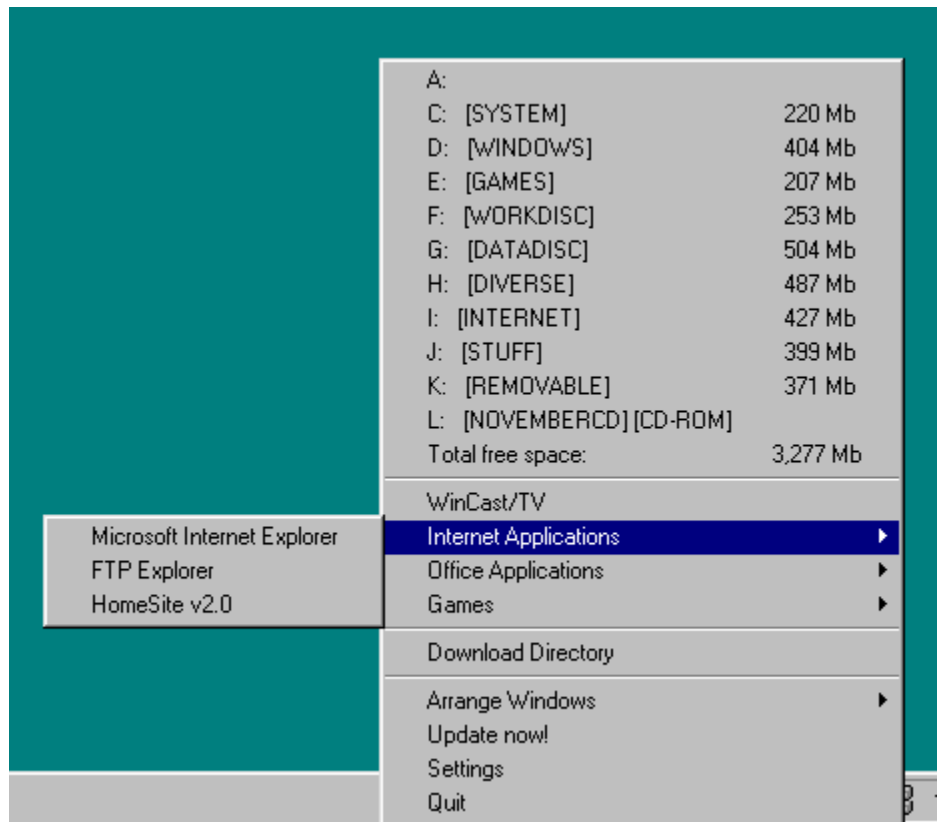 A:
C: [SYSTEM] 220 Mb
D: [WINDOWS] 404 Mb
E: [GAMES] 207 Mb
F: [WORKDISC] 253 Mb
G: [DATADISC] 504 Mb
H: [DIVERSE] 487 Mb
I: [INTERNET] 427 Mb
J: [STUFF] 399 Mb
K: [REMOVABLE] 371 Mb
L: [NOVEMBERCD] [CD-ROM]
Total free space: 3,277 Mb
WinCast/TV
Internet Applications
Microsoft Internet Explorer
FTP Explorer
HomeSite v2.0
Office Applications
Games
Download Directory
Arrange Windows
Update now!
Settings
Quit